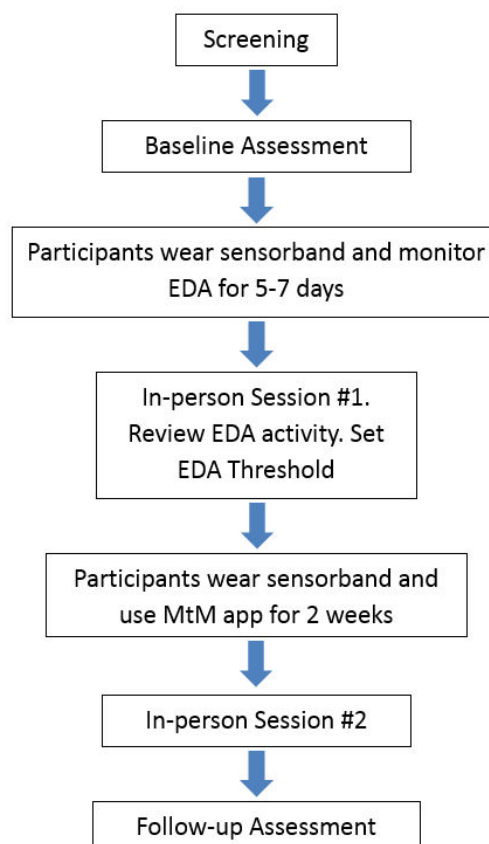 Screening
Baseline Assessment
Participants wear sensorband and monitor
EDA for 5-7 days
In-person Session #1.
Review EDA activity. Set
EDA Threshold
Participants wear sensorband and
use MtM app for 2 weeks
In-person Session #2
Follow-up Assessment